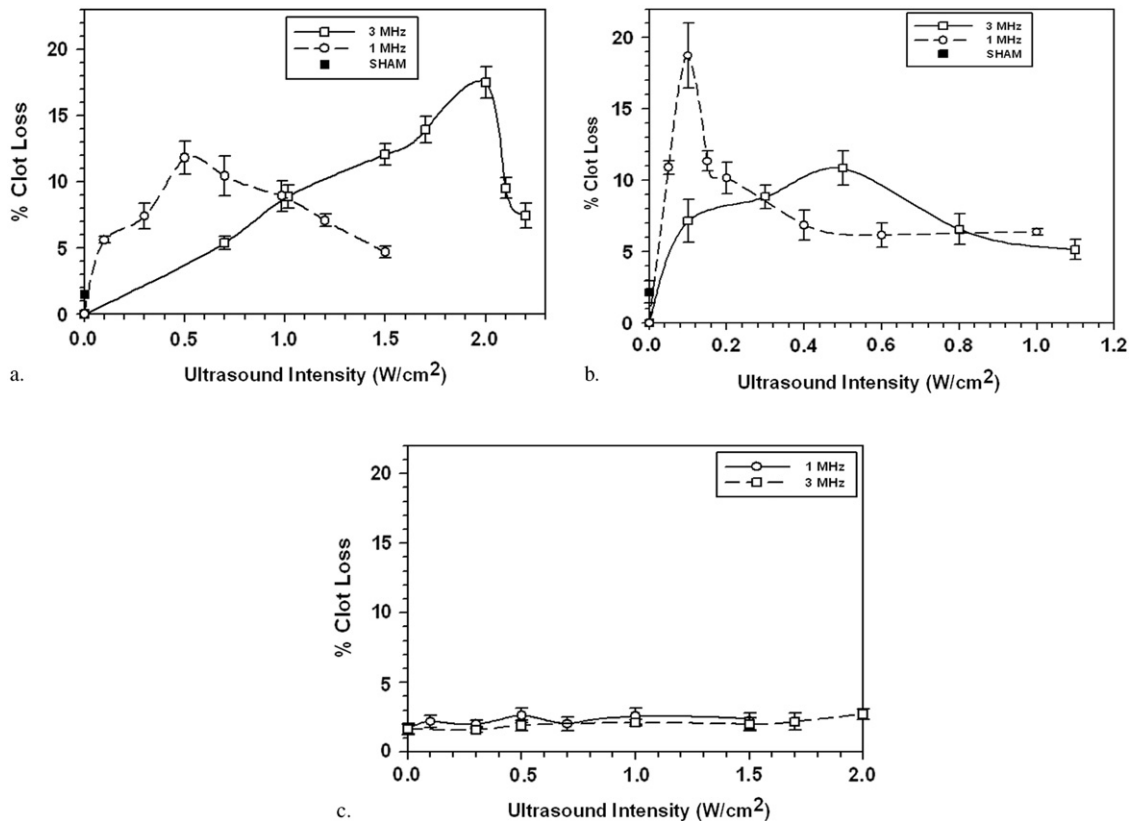 3 MHz
1 MHz
SHAM
% Clot Loss
20
15
10
5
0
0.0 0.5 1.0 1.5 2.0
Ultrasound Intensity (W/cm²)
a.
3 MHz
1 MHz
SHAM
% Clot Loss
20
15
10
5
0
0.0 0.2 0.4 0.6 0.8 1.0 1.2
Ultrasound Intensity (W/cm²)
b.
1 MHz
3 MHz
% Clot Loss
20
15
10
5
0
0.0 0.5 1.0 1.5 2.0
Ultrasound Intensity (W/cm²)
c.